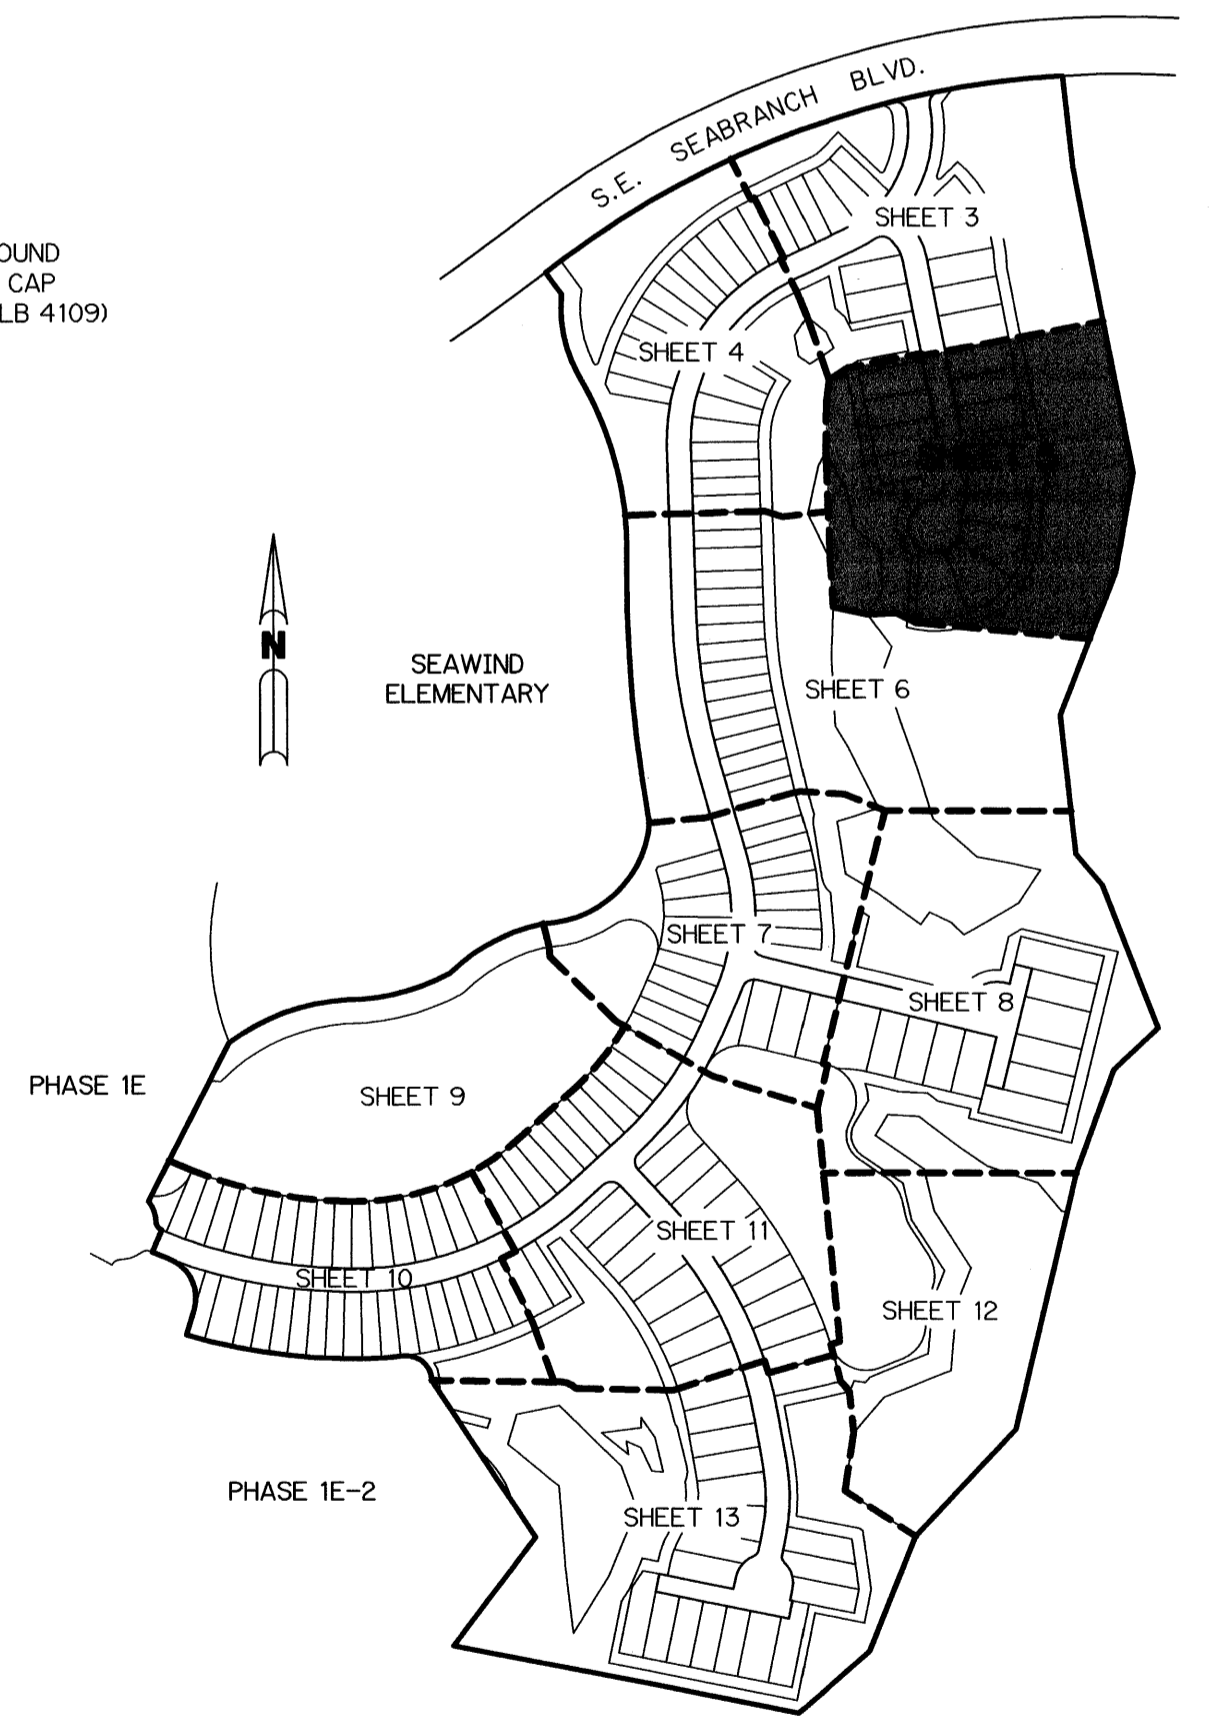 S.E. SEABRANCH BLVD.
SHEET 3
OUND
CAP
LB 4109)
SHEET 4
N
SEAWIND
ELEMENTARY
SHEET 6
SHEET 7
SHEET 8
PHASE 1E
SHEET 9
SHEET 11
SHEET 10
SHEET 12
PHASE 1E-2
SHEET 13